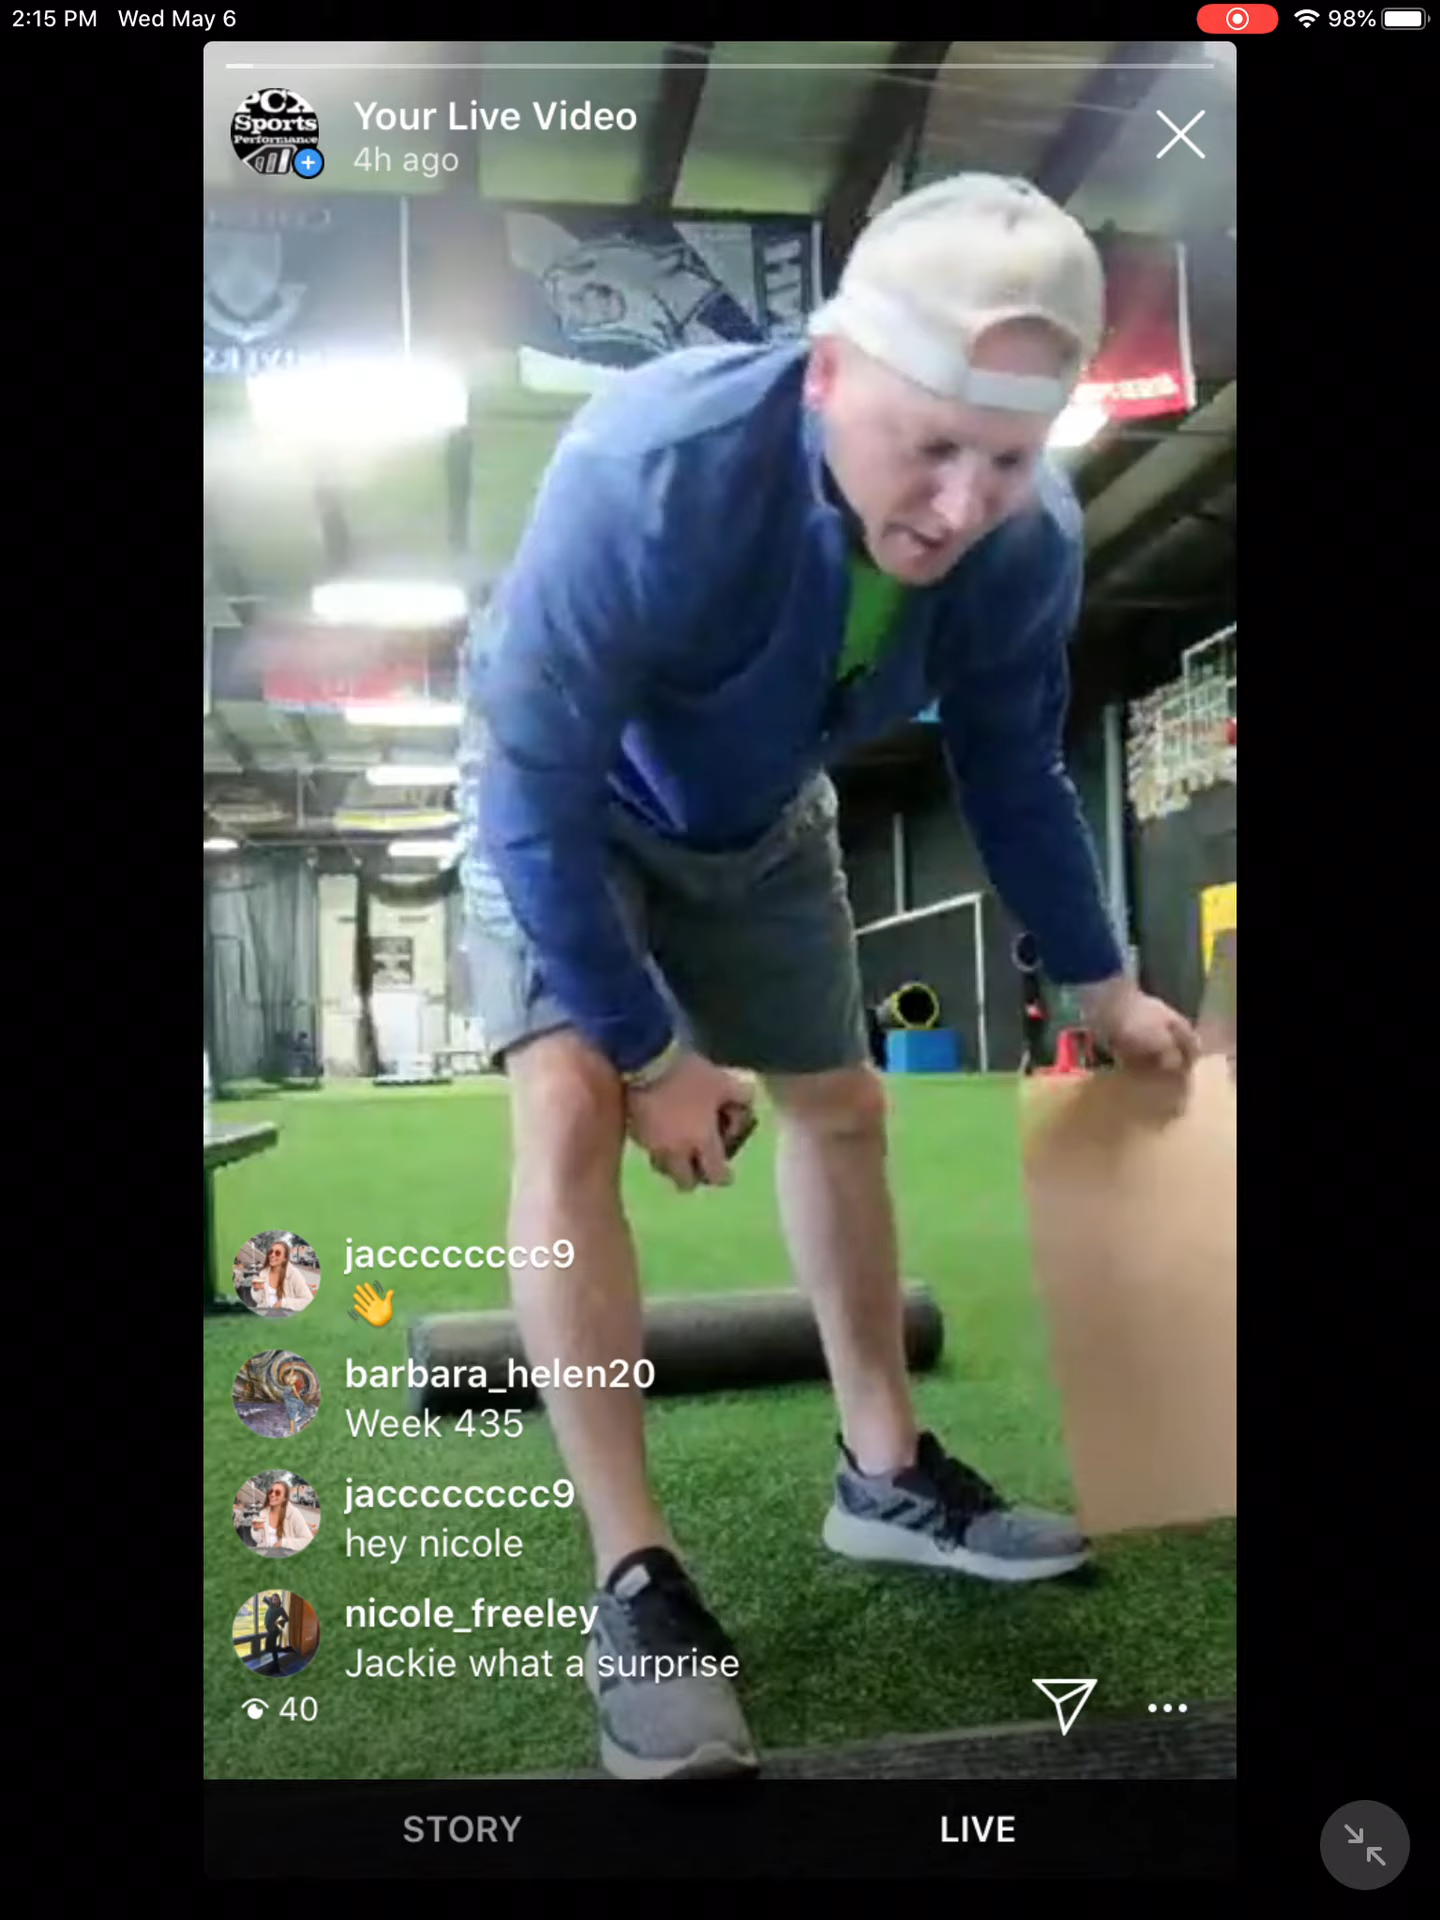 2:15 PM Wed May 6
98%
PCX
Sports
Performance
Your Live Video
4h ago
jacccccccc9
👋
barbara_helen20
Week 435
jacccccccc9
hey nicole
nicole_freeley
Jackie what a surprise
40
STORY
LIVE